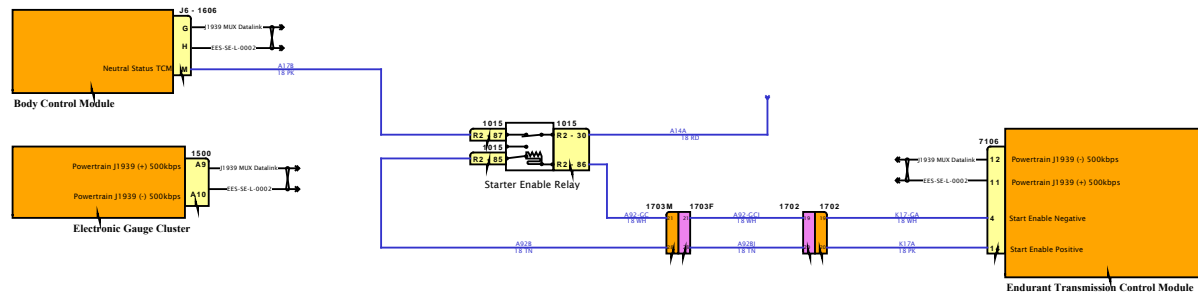 J6 - 1606
G
J1939 MUX Datalink
H
EES-SE-L-0002
Neutral Status TCM
M
A17B
18 PK
Body Control Module
1015
1015
R2 - 87
R2 - 30
A14A
18 RD
1015
R2 - 85
R2 - 86
Starter Enable Relay
1500
Powertrain J1939 (+) 500kbps
A9
J1939 MUX Datalink
EES-SE-L-0002
Powertrain J1939 (-) 500kbps
A10
Electronic Gauge Cluster
7106
J1939 MUX Datalink
12
Powertrain J1939 (-) 500kbps
EES-SE-L-0002
11
Powertrain J1939 (+) 500kbps
1703M
1703F
1702
1702
A92-GC
18 WH
21
21
A92-GCJ
18 WH
19
19
K17-GA
18 WH
4
Start Enable Negative
A92B
18 TN
A92BJ
18 TN
K17A
18 PK
Start Enable Positive
Endurant Transmission Control Module